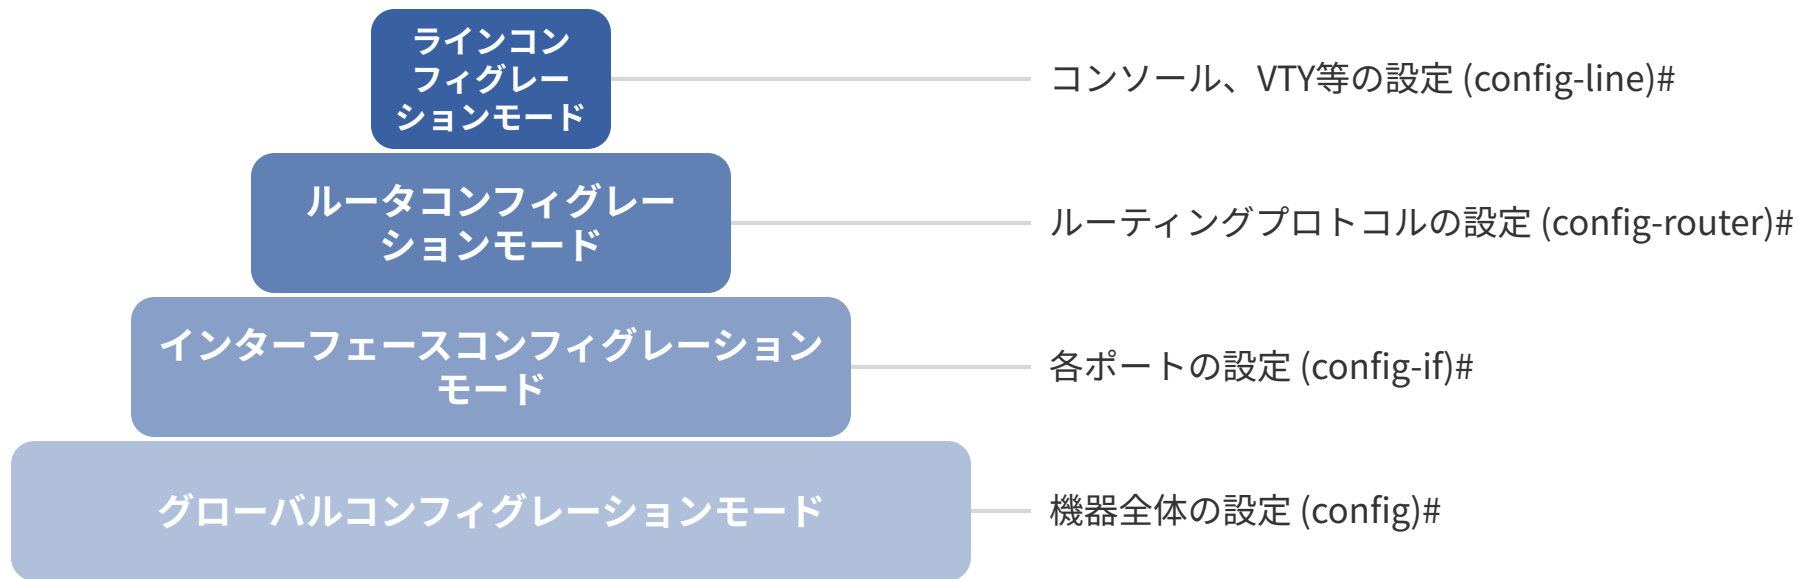 ラインコン
フィグレー
ションモード
コンソール、VTY等の設定 (config-line)#
ルータコンフィグレー
ションモード
ルーティングプロトコルの設定 (config-router)#
インターフェースコンフィグレーション
モード
各ポートの設定 (config-if)#
グローバルコンフィグレーションモード
機器全体の設定 (config)#